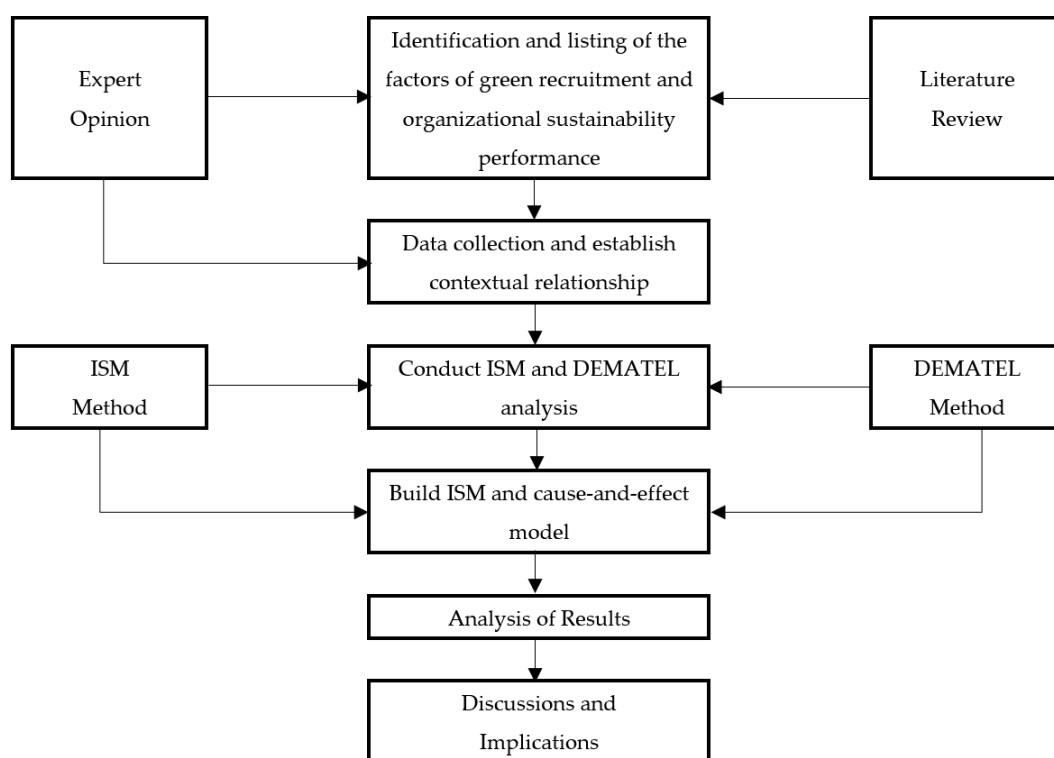 Expert
Opinion
Identification and listing of the
factors of green recruitment and
organizational sustainability
performance
Literature
Review
Data collection and establish
contextual relationship
ISM
Method
Conduct ISM and DEMATEL
analysis
DEMATEL
Method
Build ISM and cause-and-effect
model
Analysis of Results
Discussions and
Implications